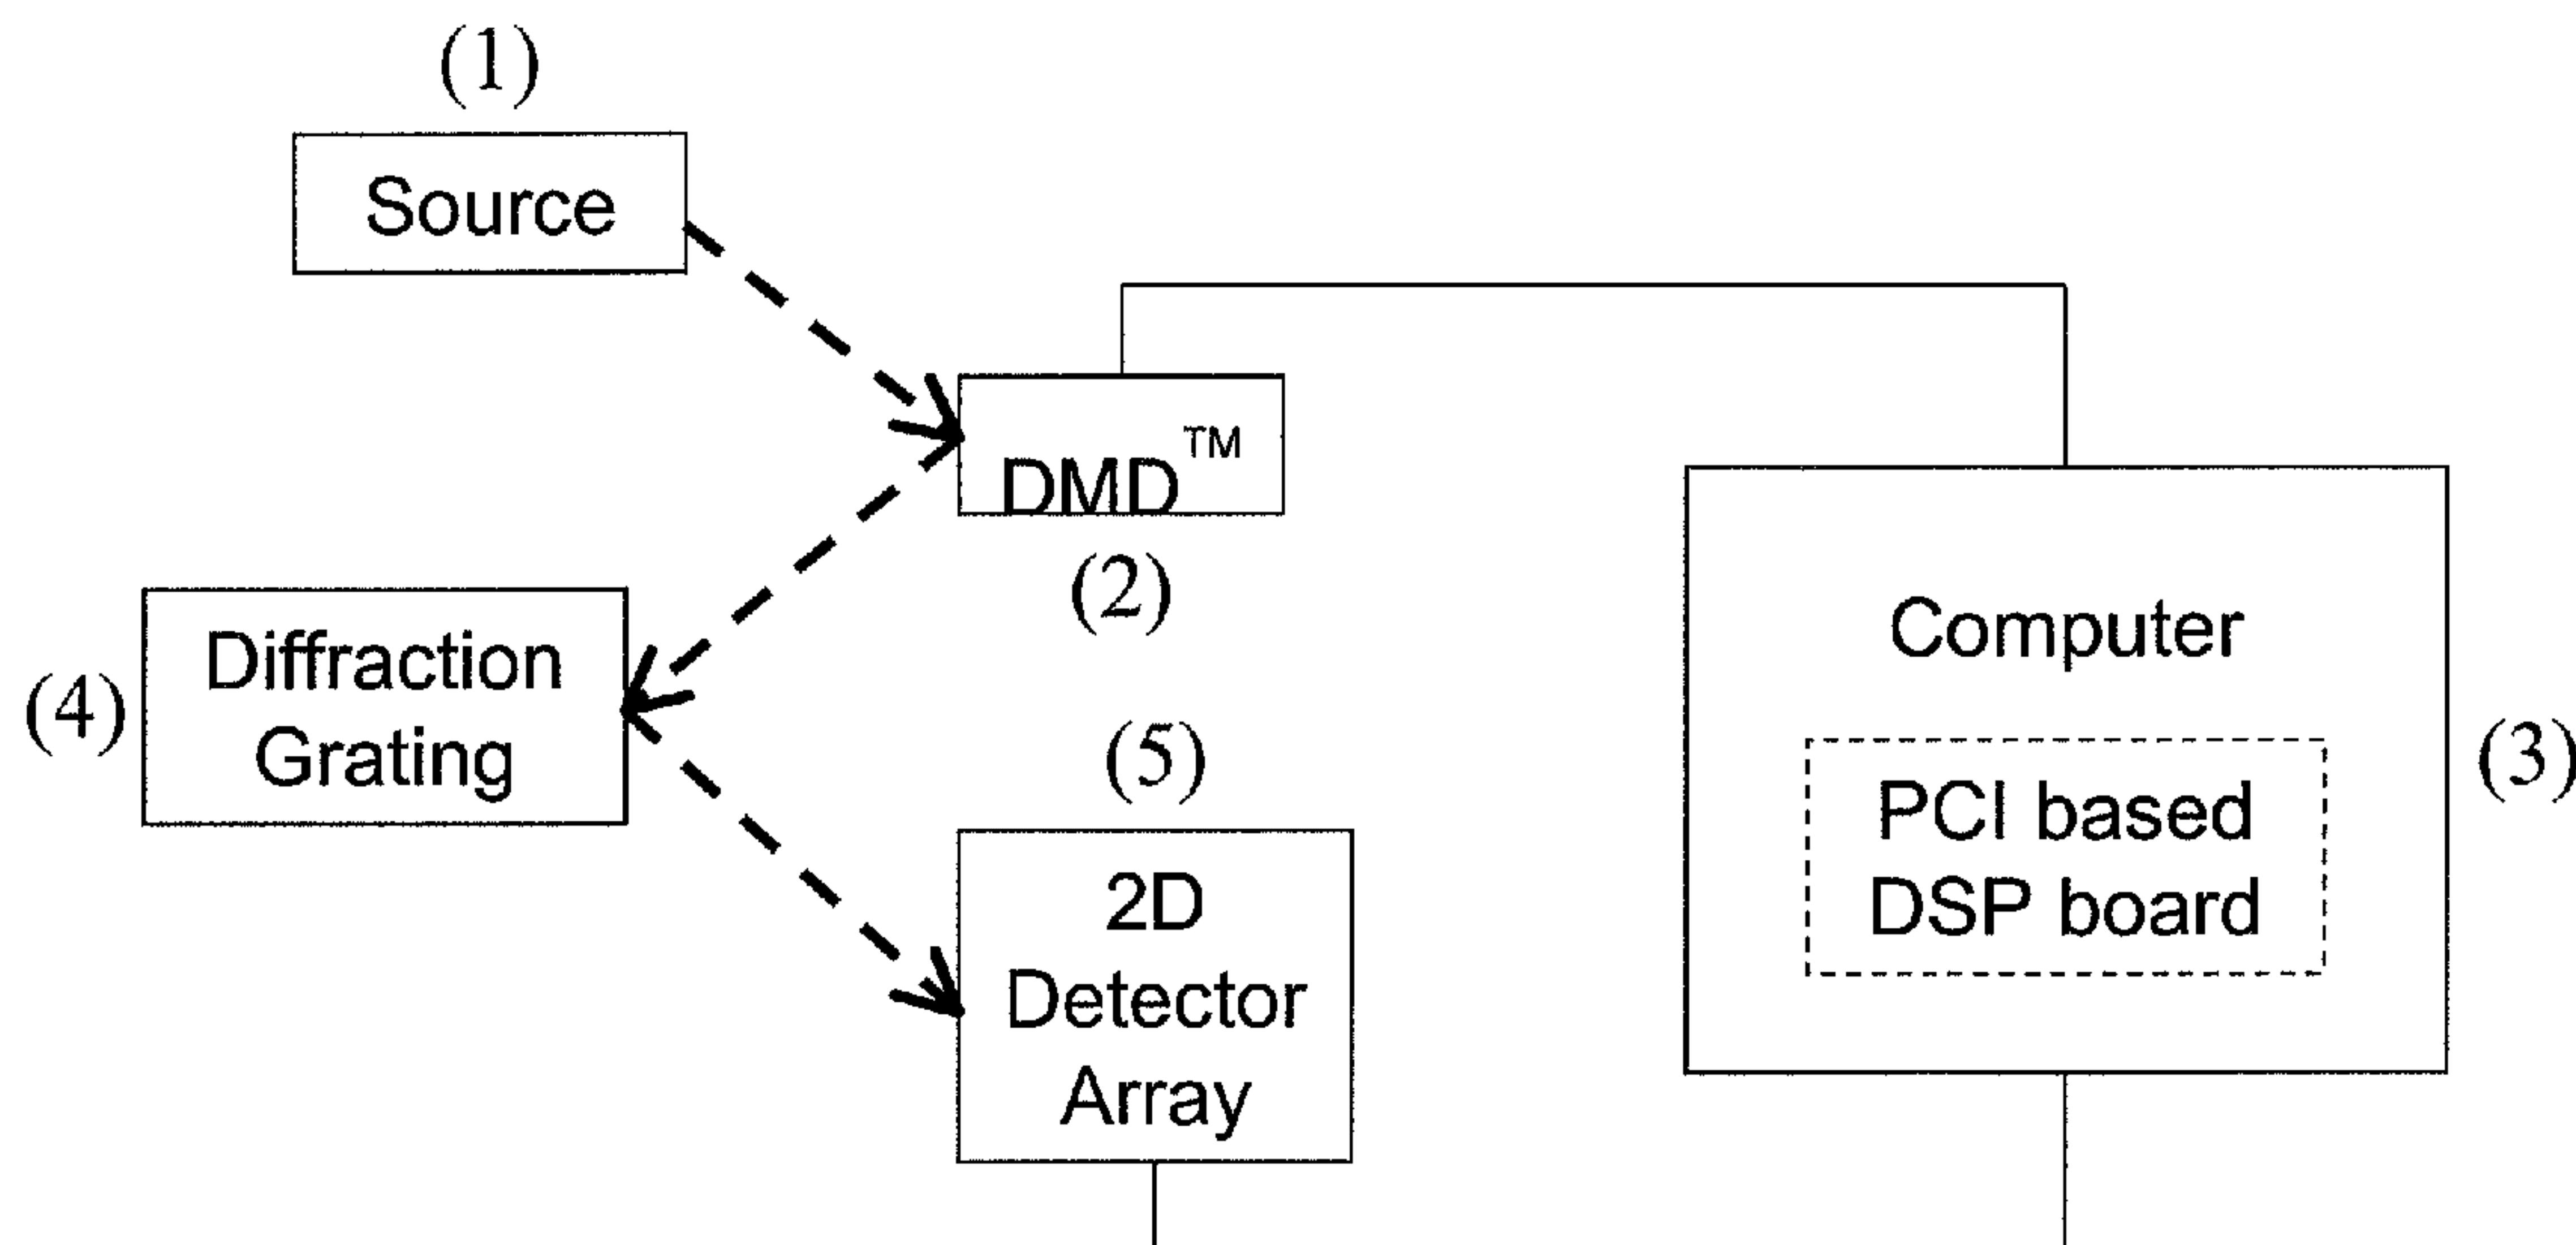 (1)
Source
DMD™
(2)
Diffraction
Grating
(4)
(5)
2D
Detector
Array
Computer
PCI based
DSP board
(3)